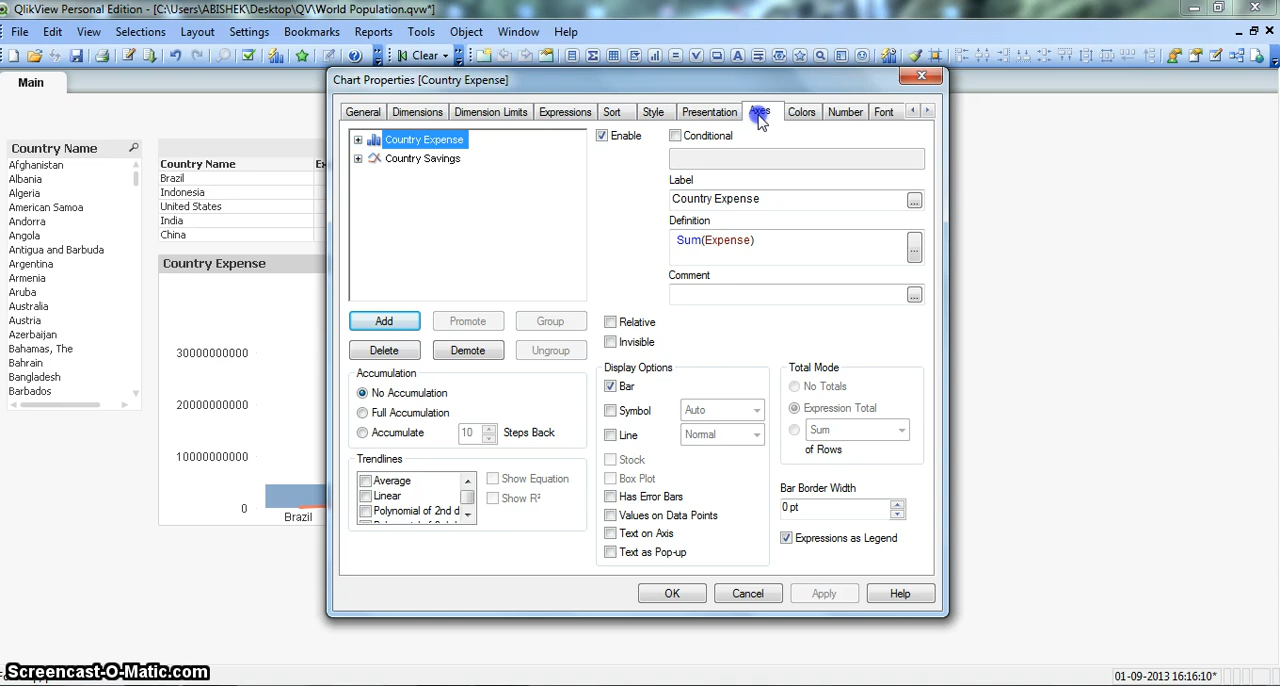 QlikView Personal Edition - [C:\Users\ABISHEK\Desktop\QV\World Population.qvw*]
File Edit View Selections Layout Settings Bookmarks Reports Tools Object Window Help
Clear
Main
Country Name
Afghanistan
Albania
Algeria
American Samoa
Andorra
Angola
Antigua and Barbuda
Argentina
Armenia
Aruba
Australia
Austria
Azerbaijan
Bahamas, The
Bahrain
Bangladesh
Barbados
Country Name
Brazil
Indonesia
United States
India
China
Country Expense
30000000000
20000000000
10000000000
0
Brazil
Chart Properties [Country Expense]
General Dimensions Dimension Limits Expressions Sort Style Presentation Axes Colors Number Font
Country Expense
Country Savings
Enable
Conditional
Label
Country Expense
...
Definition
Sum(Expense)
...
Comment
...
Add Promote Group
Delete Demote Ungroup
Relative
Invisible
Accumulation
No Accumulation
Full Accumulation
Accumulate 10 Steps Back
Trendlines
Average
Linear
Polynomial of 2nd d
Show Equation
Show R²
Display Options
Bar
Symbol Auto
Line Normal
Stock
Box Plot
Has Error Bars
Values on Data Points
Text on Axis
Text as Pop-up
Total Mode
No Totals
Expression Total
Sum
of Rows
Bar Border Width
0 pt
Expressions as Legend
OK Cancel Apply Help
Screencast-O-Matic.com
01-09-2013 16:16:10*